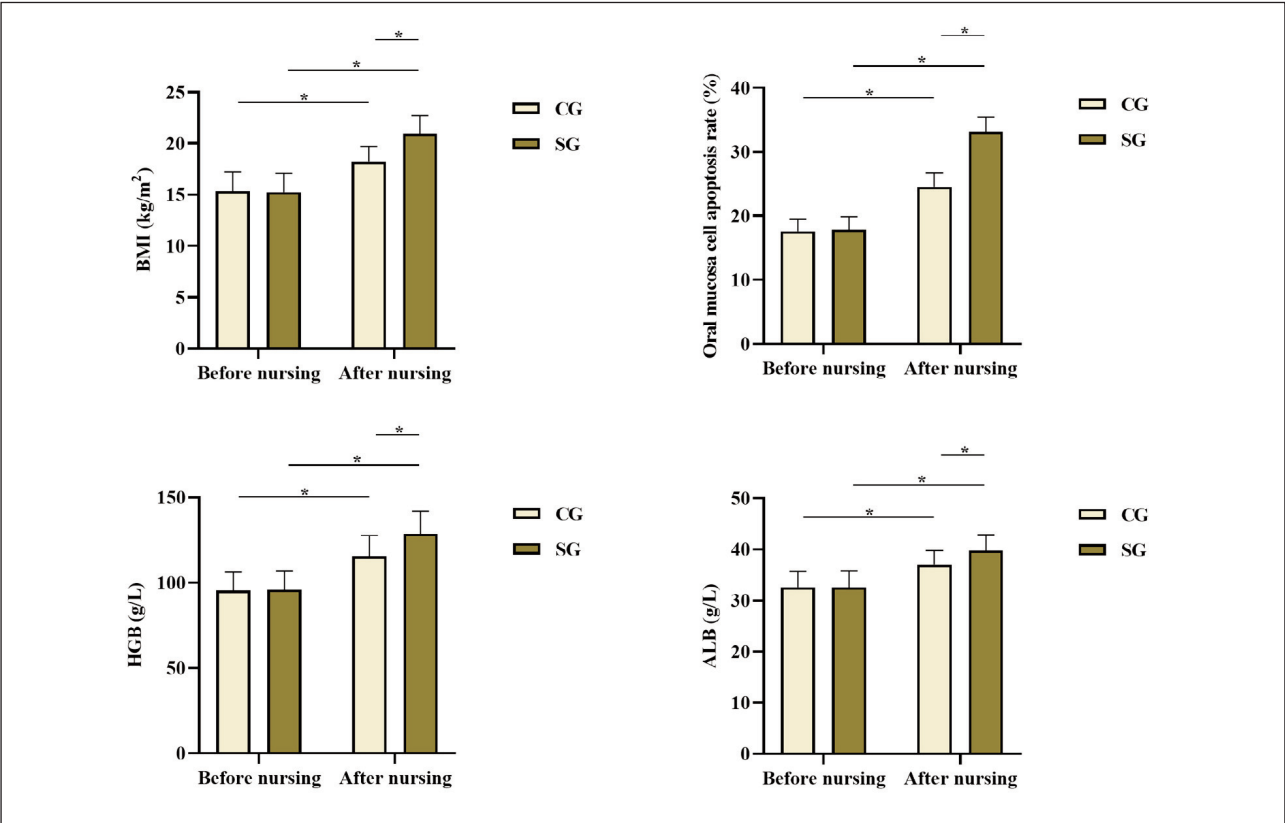 *
*
*
25
20
15
10
5
0
BMI (kg/m²)
Before nursing After nursing
CG
SG
*
*
*
40
30
20
10
0
Oral mucosa cell apoptosis rate (%)
Before nursing After nursing
CG
SG
*
*
*
150
100
50
0
HGB (g/L)
Before nursing After nursing
CG
SG
*
*
*
50
40
30
20
10
0
ALB (g/L)
Before nursing After nursing
CG
SG